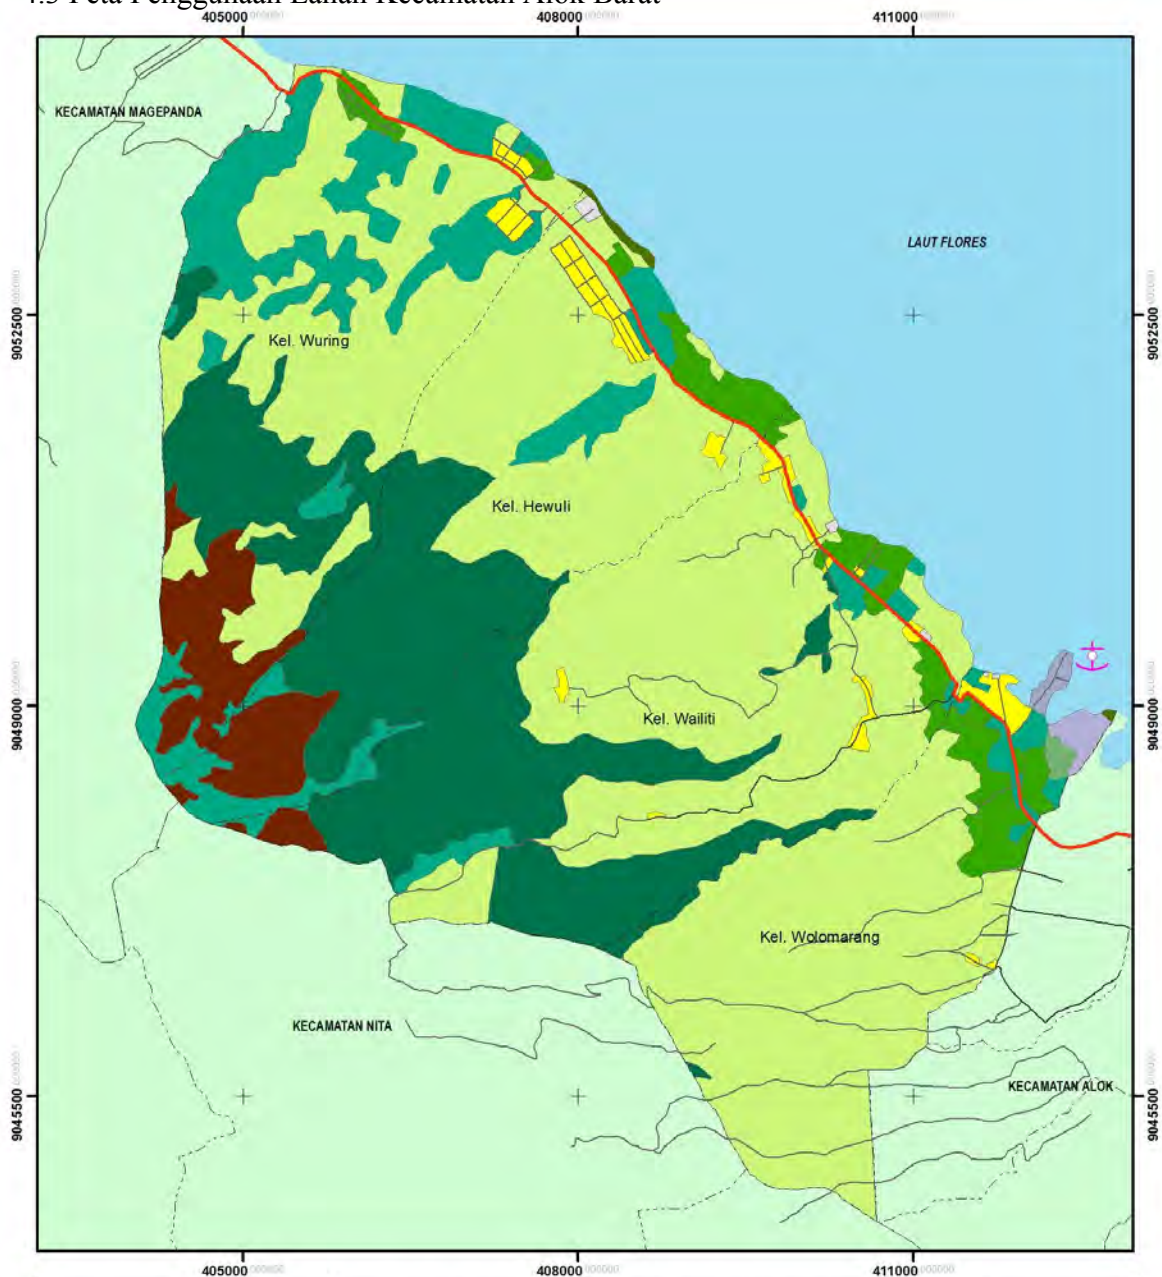 4.3 Peta Penggunaan Lahan Kecamatan Alok Barat
405000 408000 411000
KECAMATAN MAGEPANDA
LAUT FLORES
9052500 9052500
Kel. Wuring
Kel. Hewuli
9049000 9049000
Kel. Wailiti
Kel. Wolomarang
KECAMATAN NITA
KECAMATAN ALOK
9045500 9045500
405000 408000 411000